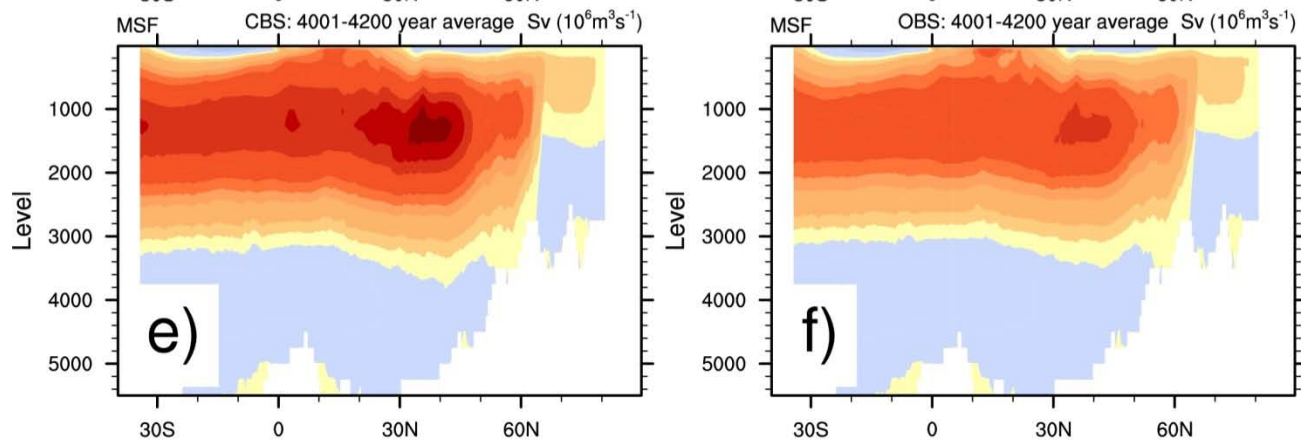 MSF CBS: 4001-4200 year average Sv (10⁶m³s⁻¹)
Level
1000
2000
3000
4000
5000
e)
30S 0 30N 60N
MSF OBS: 4001-4200 year average Sv (10⁶m³s⁻¹)
Level
1000
2000
3000
4000
5000
f)
30S 0 30N 60N